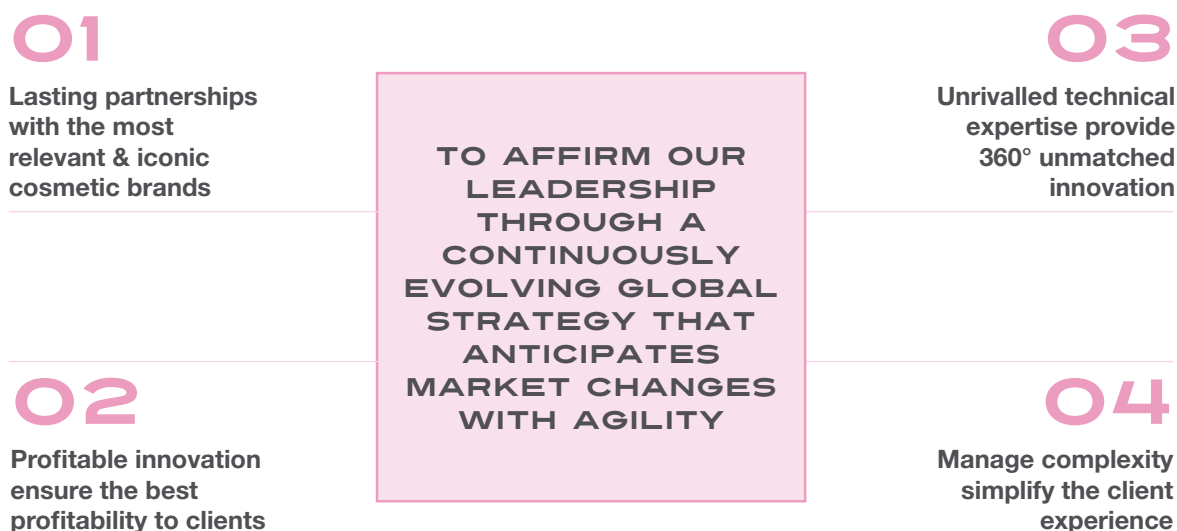 01
Lasting partnerships
with the most
relevant & iconic
cosmetic brands
02
Profitable innovation
ensure the best
profitability to clients
TO AFFIRM OUR
LEADERSHIP
THROUGH A
CONTINUOUSLY
EVOLVING GLOBAL
STRATEGY THAT
ANTICIPATES
MARKET CHANGES
WITH AGILITY
03
Unrivalled technical
expertise provide
360° unmatched
innovation
04
Manage complexity
simplify the client
experience